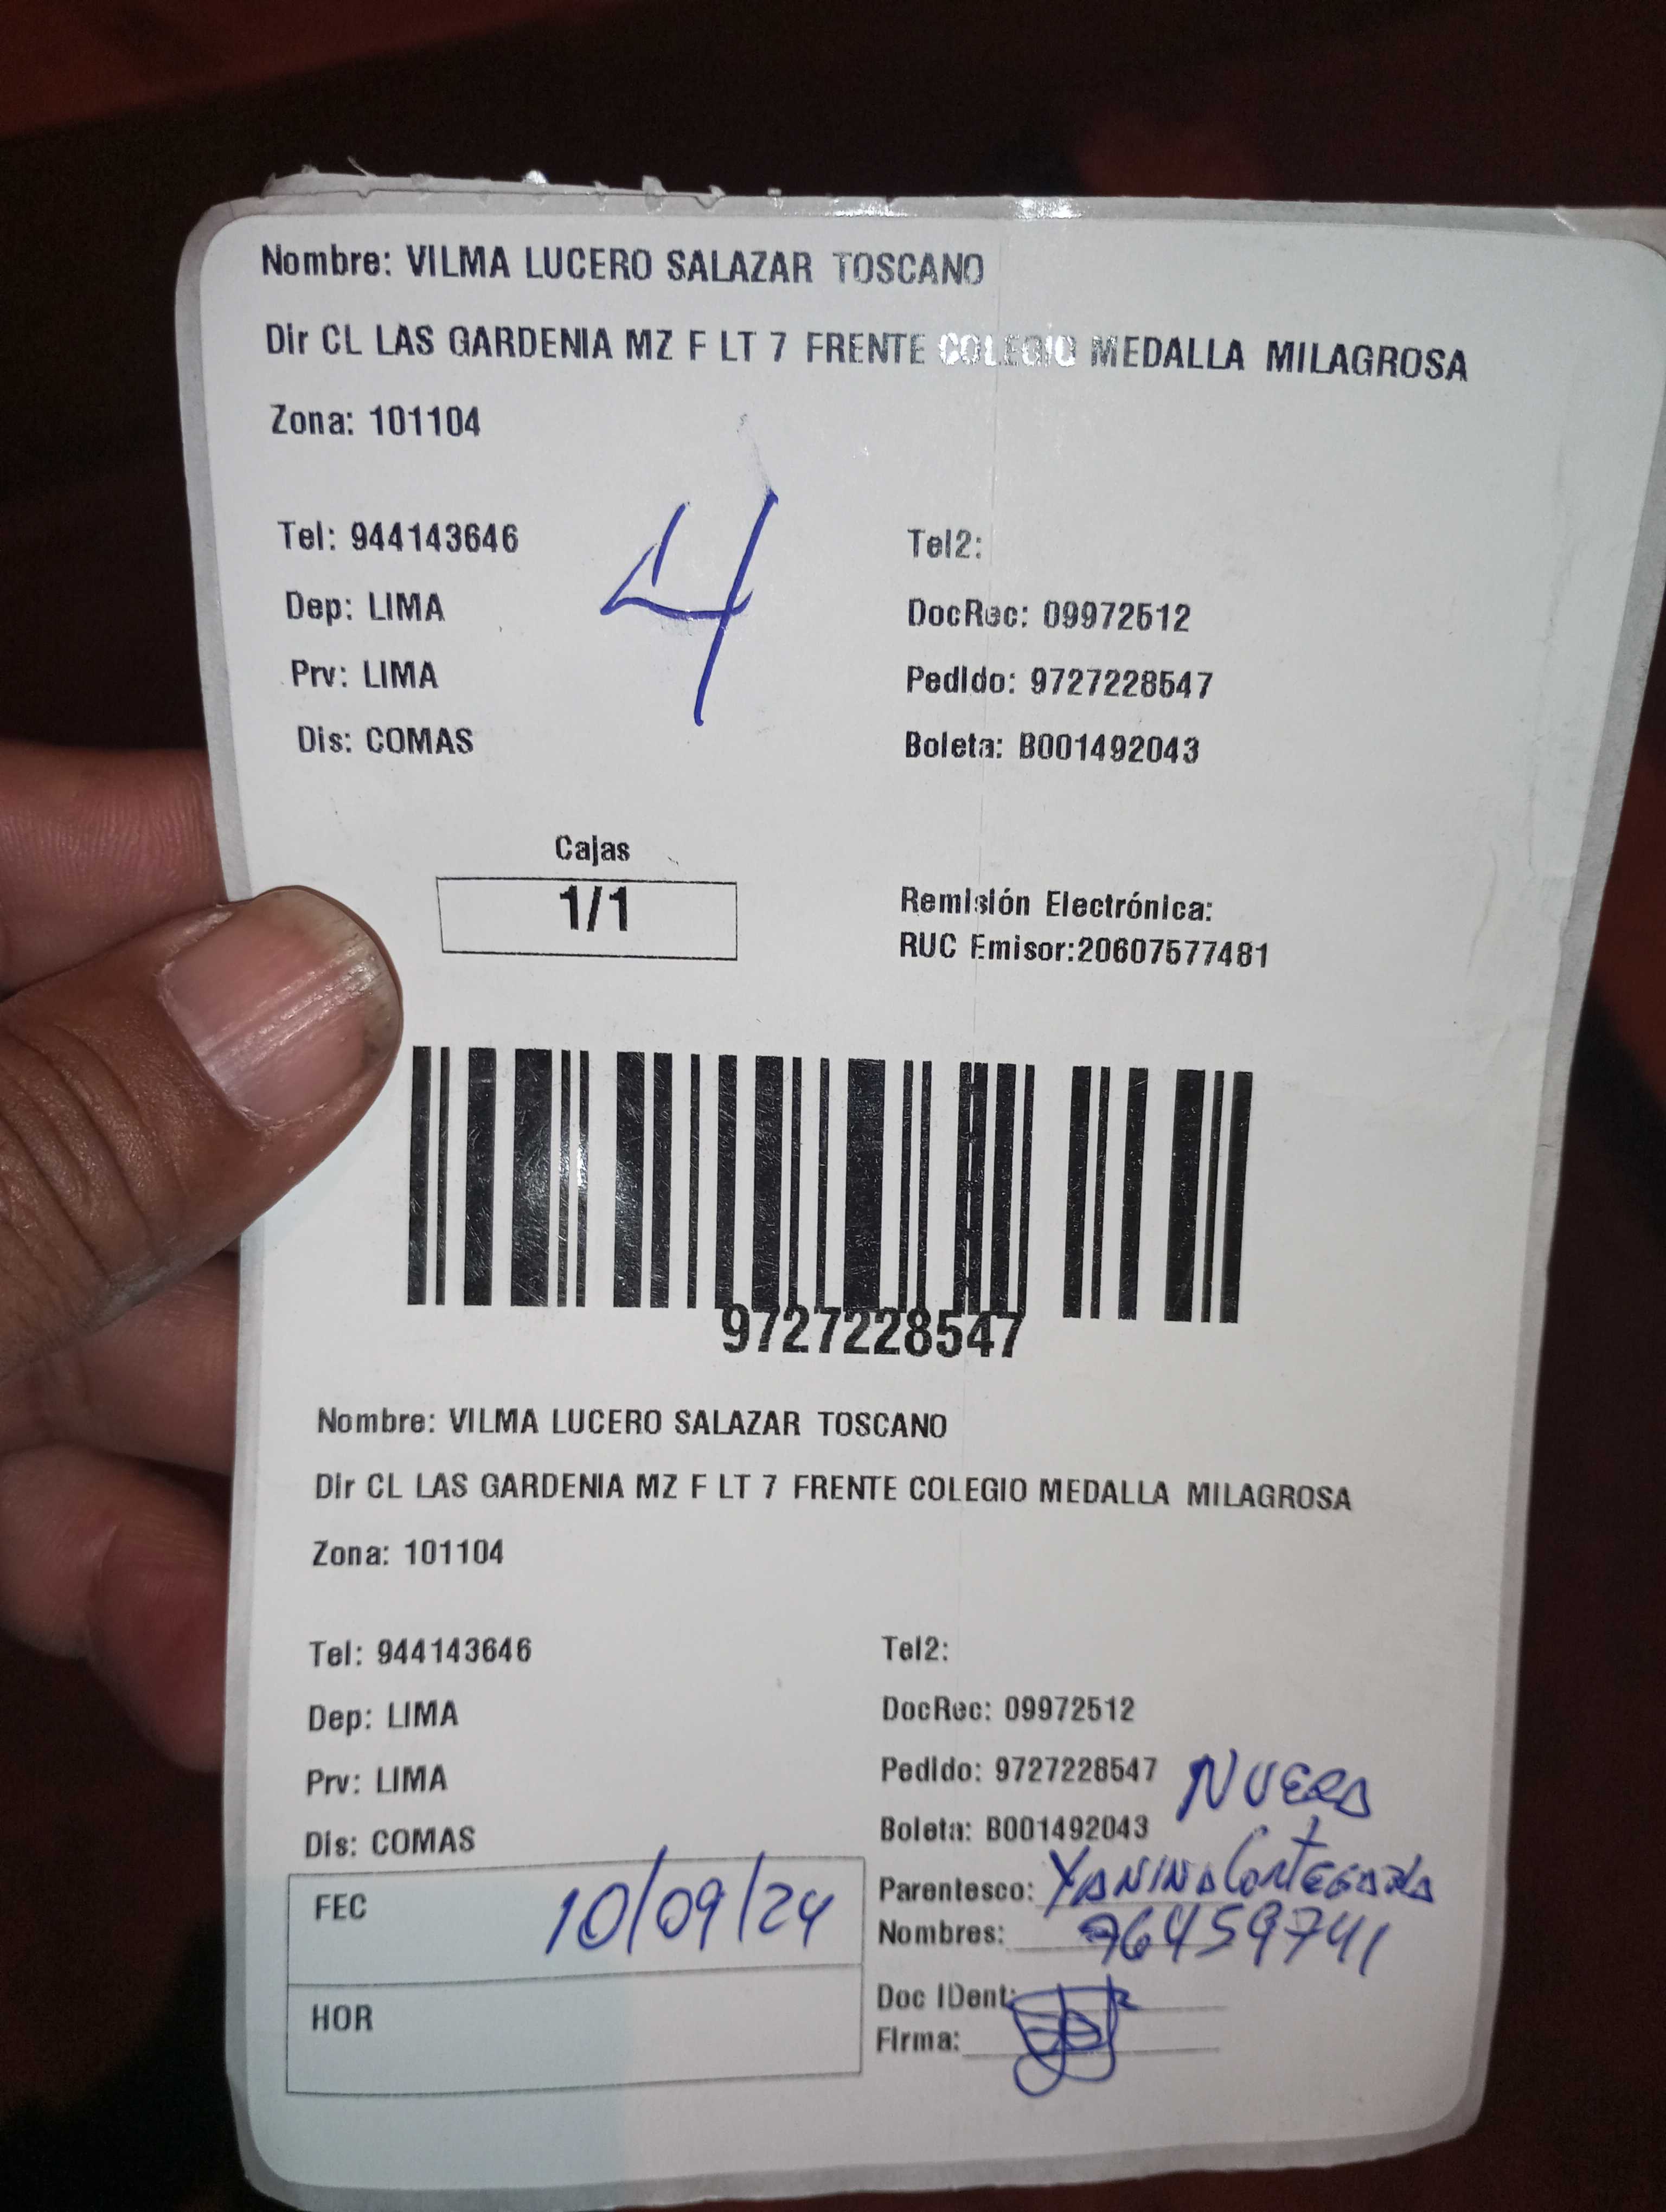 Nombre: VILMA LUCERO SALAZAR TOSCANO
Dir CL LAS GARDENIA MZ F LT 7 FRENTE COLEGIO MEDALLA MILAGROSA
Zona: 101104
4
Tel: 944143646 Tel2:
Dep: LIMA DocRec: 09972512
Prv: LIMA Pedido: 9727228547
Dis: COMAS Boleta: B001492043
Cajas
1/1
Remisión Electrónica:
RUC Emisor:20607577481
9727228547
Nombre: VILMA LUCERO SALAZAR TOSCANO
Dir CL LAS GARDENIA MZ F LT 7 FRENTE COLEGIO MEDALLA MILAGROSA
Zona: 101104
Tel: 944143646 Tel2:
Dep: LIMA DocRec: 09972512
Prv: LIMA Pedido: 9727228547 NUERA
Dis: COMAS Boleta: B001492043
FEC 10/09/24 Parentesco: YANINA
Nombres: 964459741
HOR Doc IDent:
Firma: